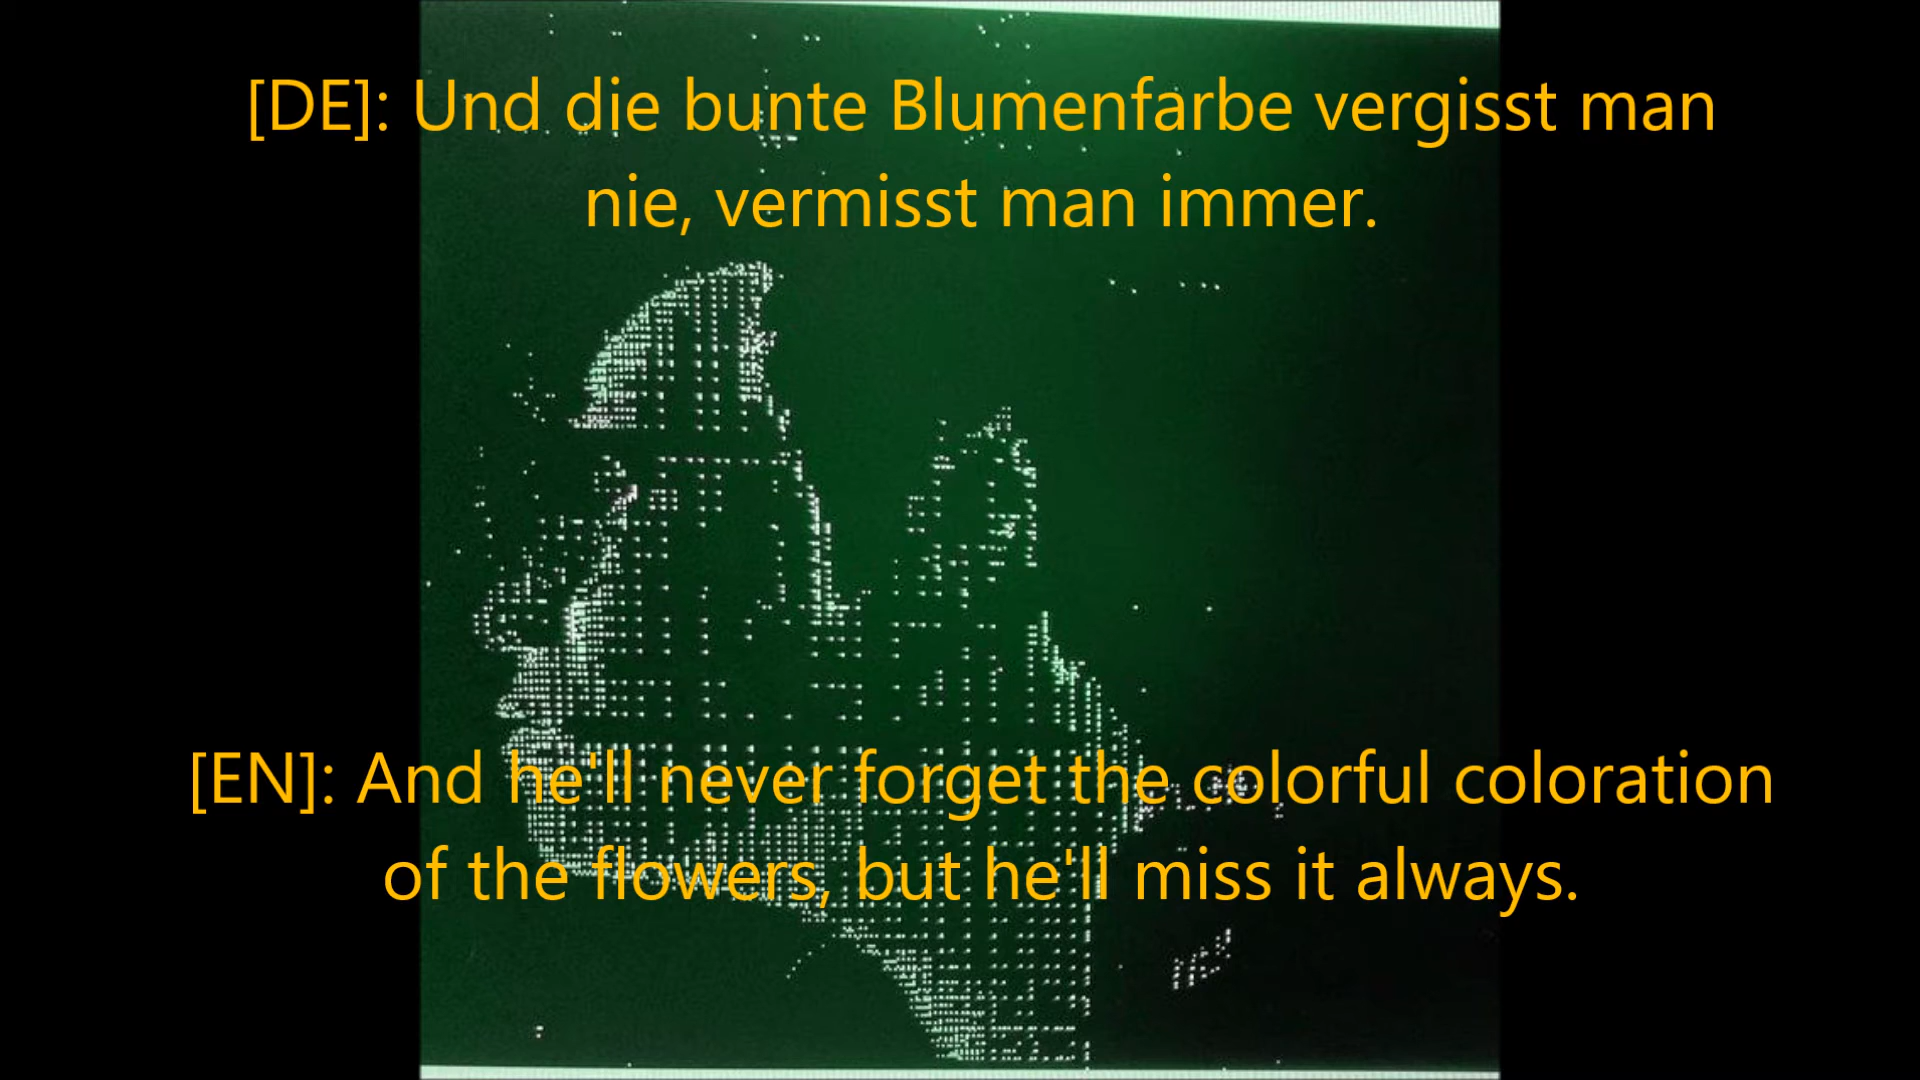 [DE]: Und die bunte Blumenfarbe vergisst man
nie, vermisst man immer.
[EN]: And he'll never forget the colorful coloration
of the flowers, but he'll miss it always.